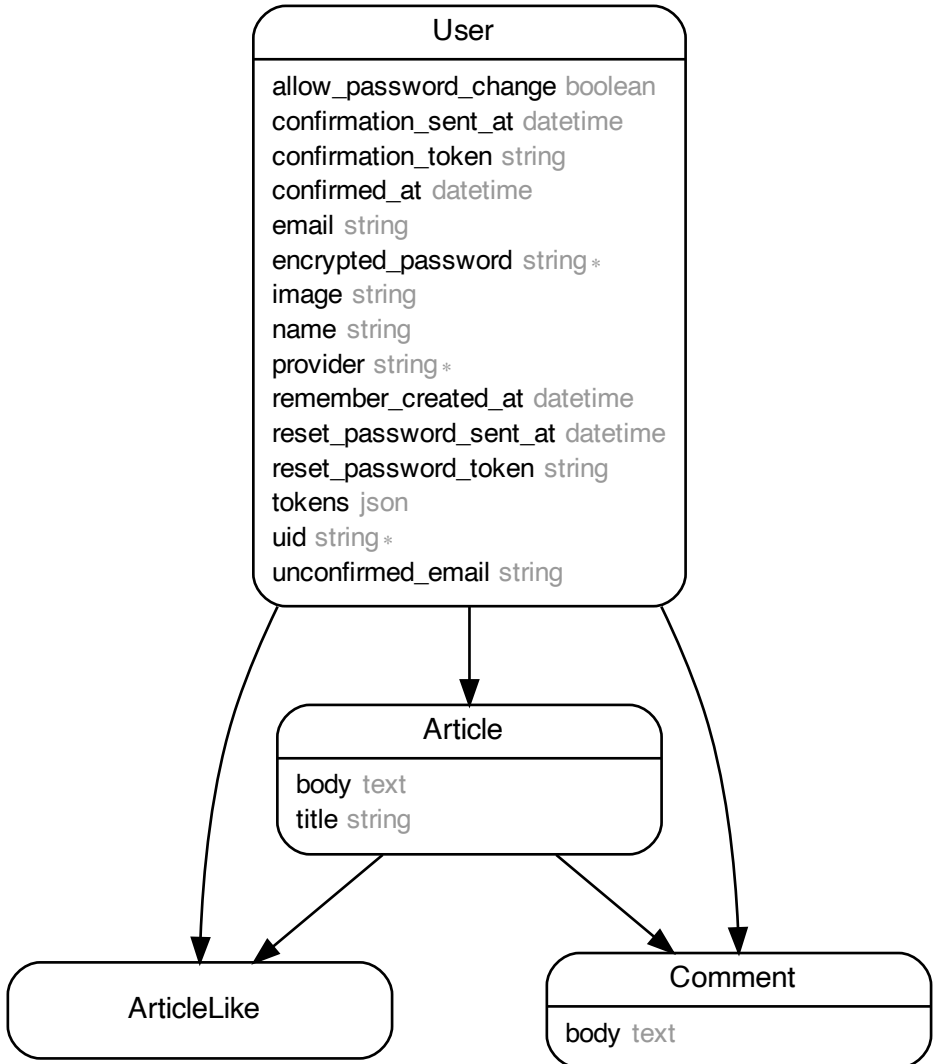 User
allow_password_change boolean
confirmation_sent_at datetime
confirmation_token string
confirmed_at datetime
email string
encrypted_password string *
image string
name string
provider string *
remember_created_at datetime
reset_password_sent_at datetime
reset_password_token string
tokens json
uid string *
unconfirmed_email string
Article
body text
title string
ArticleLike
Comment
body text